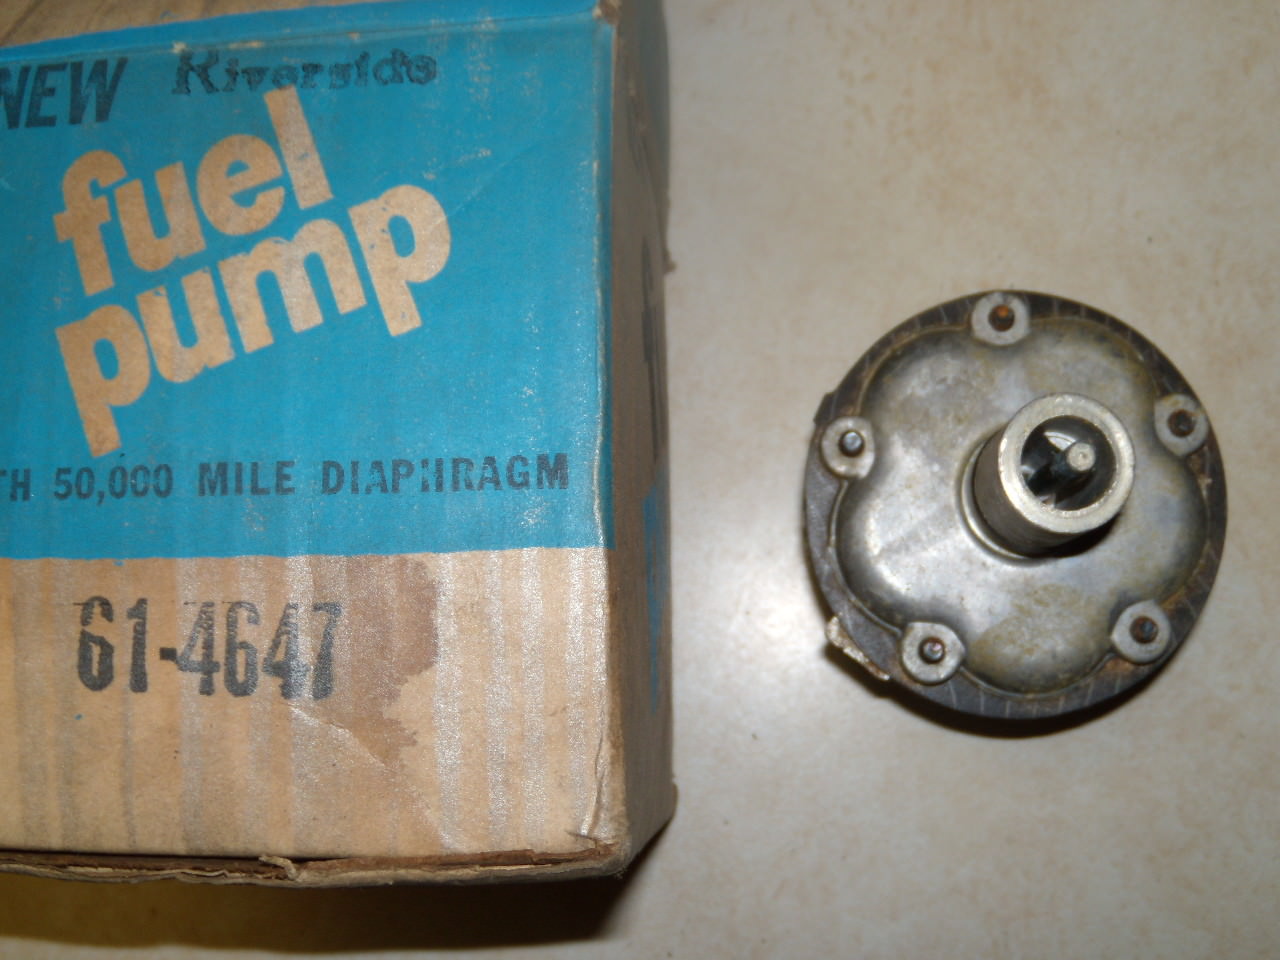 NEW Riverside
fuel
pump
TH 50,000 MILE DIAPHRAGM
61-4647